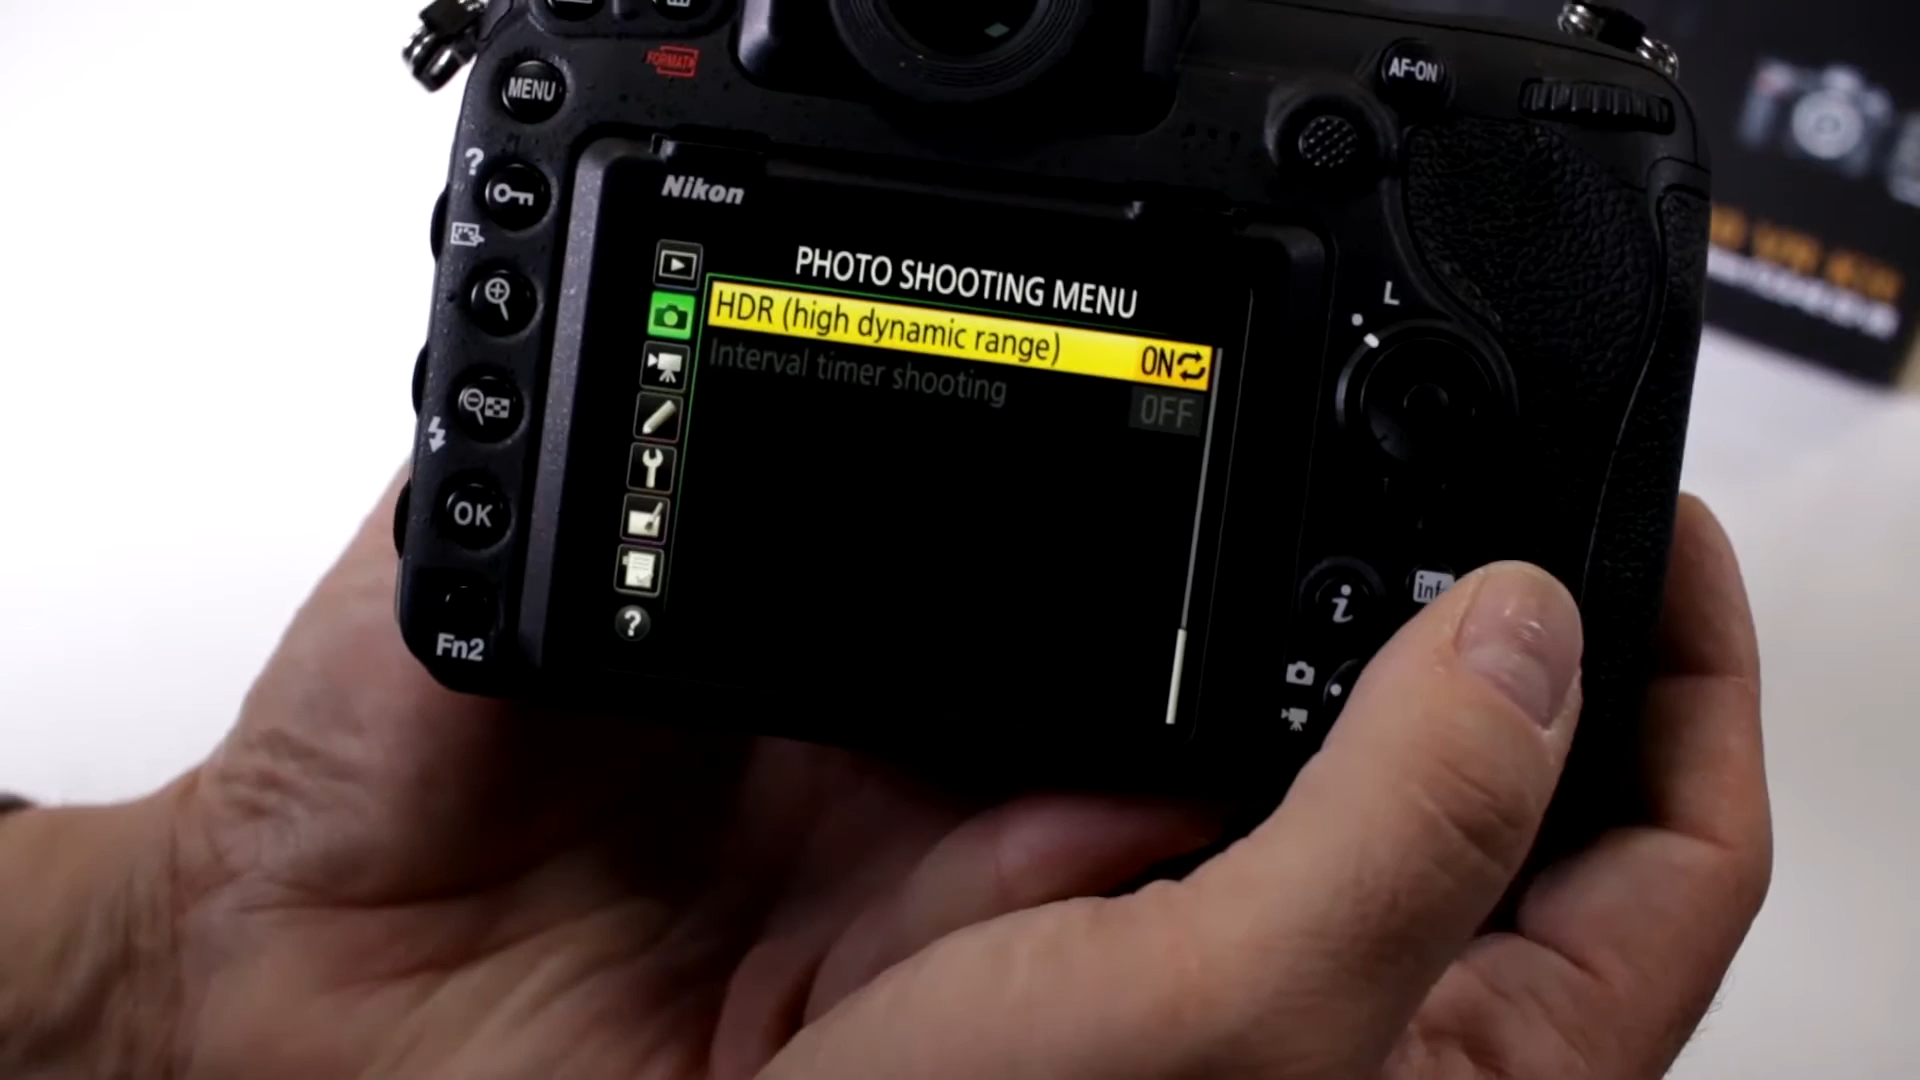 FORMAT
MENU
AF-ON
?
Nikon
L
PHOTO SHOOTING MENU
HDR (high dynamic range) ON
Interval timer shooting OFF
OK
i
info
?
Fn2